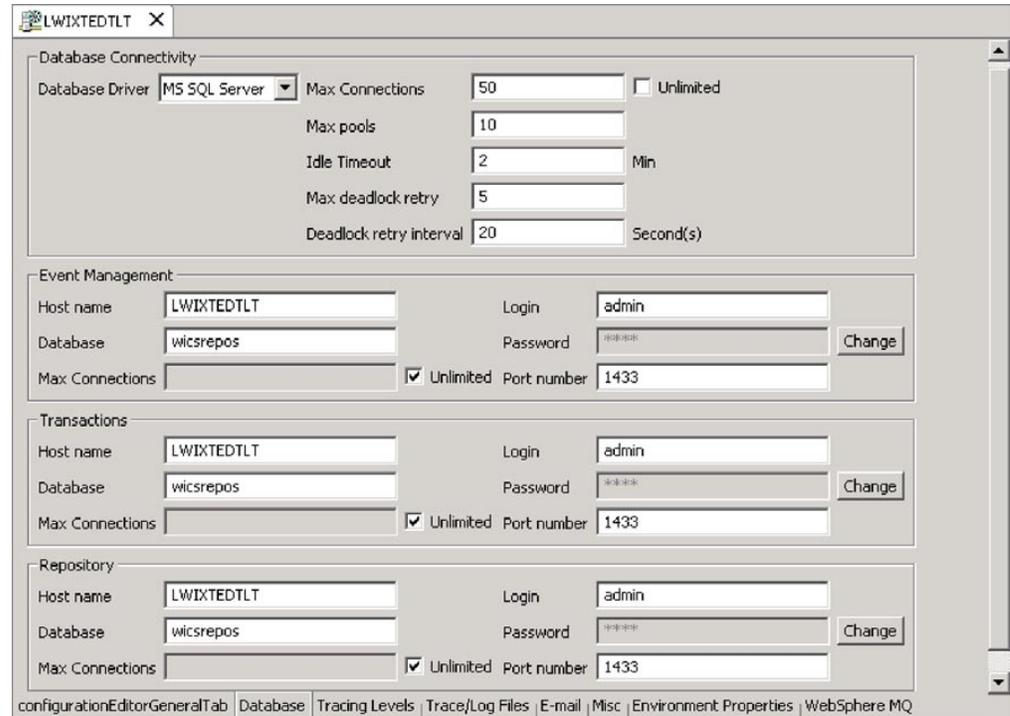 LWIXTEDTLT
Database Connectivity
Database Driver MS SQL Server Max Connections 50 Unlimited
Max pools 10
Idle Timeout 2 Min
Max deadlock retry 5
Deadlock retry interval 20 Second(s)
Event Management
Host name LWIXTEDTLT Login admin
Database wicsrepos Password **** Change
Max Connections Unlimited Port number 1433
Transactions
Host name LWIXTEDTLT Login admin
Database wicsrepos Password **** Change
Max Connections Unlimited Port number 1433
Repository
Host name LWIXTEDTLT Login admin
Database wicsrepos Password **** Change
Max Connections Unlimited Port number 1433
configurationEditorGeneralTab Database Tracing Levels Trace/Log Files E-mail Misc Environment Properties WebSphere MQ